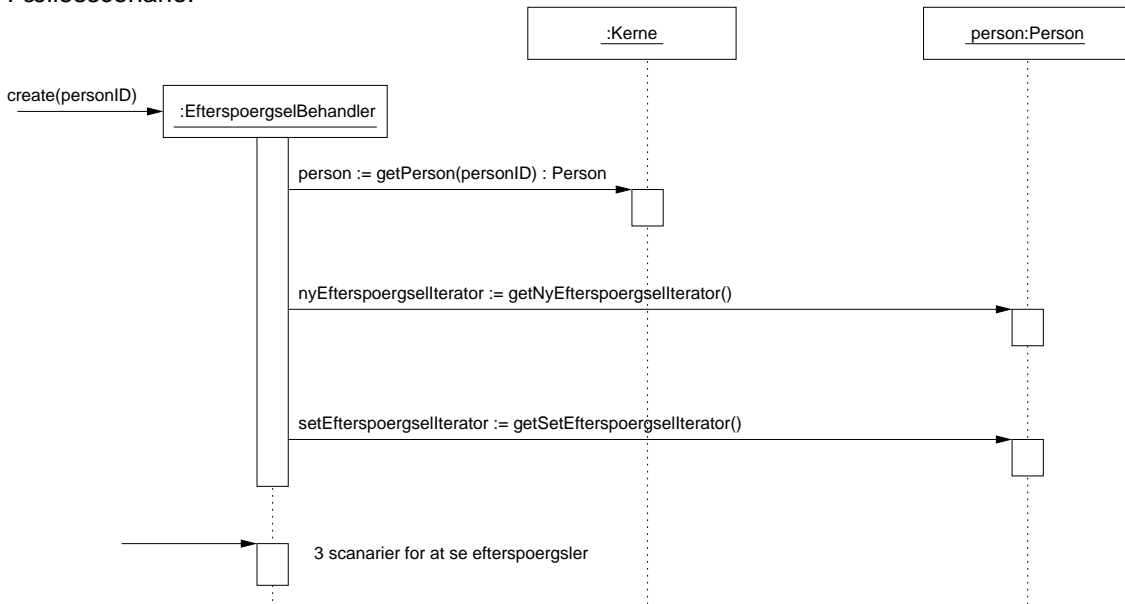 :Kerne
person:Person
create(personID)
:EfterspoergselBehandler
person := getPerson(personID) : Person
nyEfterspoergselIterator := getNyEfterspoergselIterator()
setEfterspoergselIterator := getSetEfterspoergselIterator()
3 scanarier for at se efterspoergsler